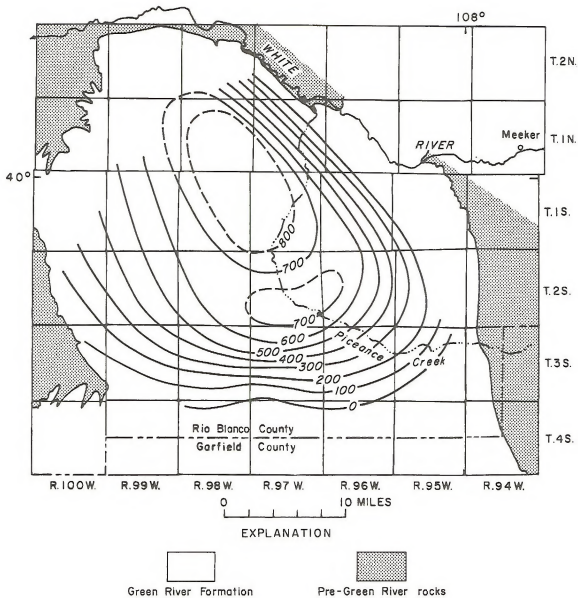 108°
WHITE
T.2N.
T.1N.
Meeker
RIVER
40°
T.1S.
800
700
T.2S.
700
600
500
400
300
200
100
0
Piceance
Creek
T.3S.
Rio Blanco County
Garfield County
T.4S.
R.100W. R.99W. R.98W. R.97W. R.96W. R.95W. R.94W.
0 10 MILES
EXPLANATION
Green River Formation
Pre-Green River rocks